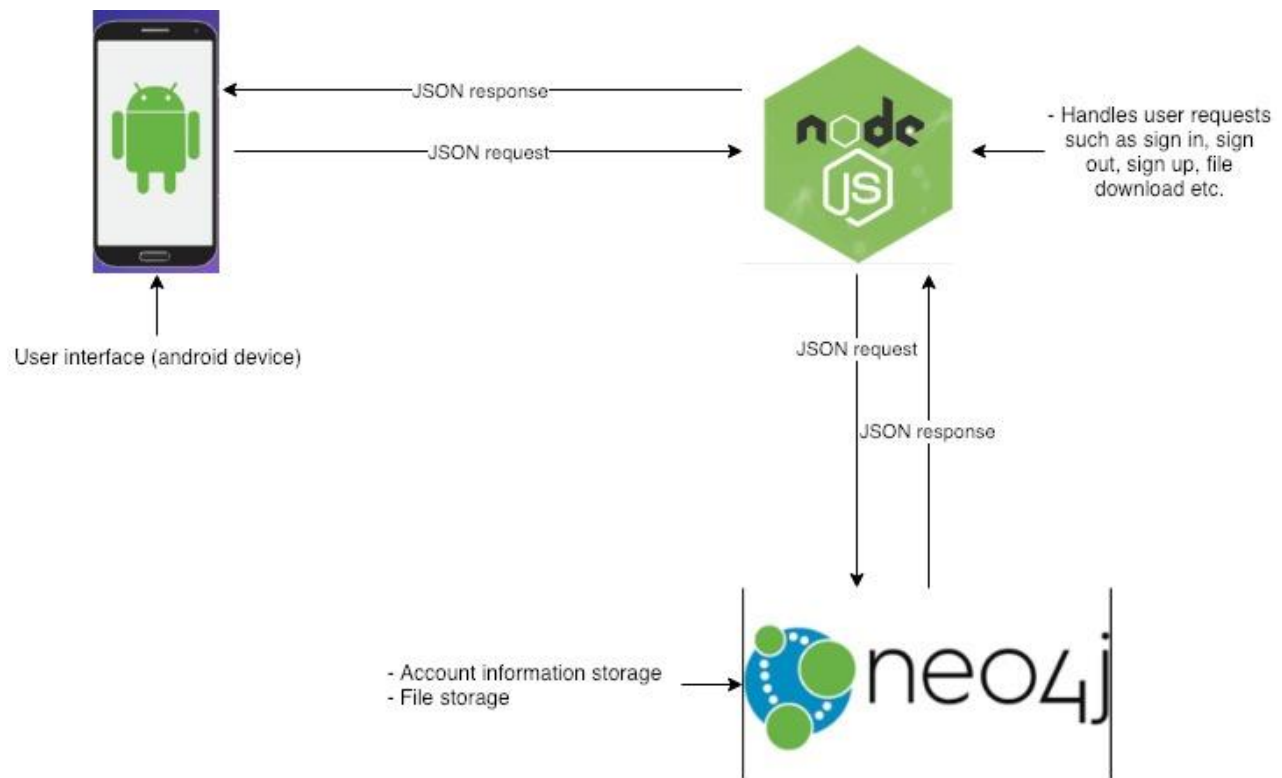 JSON response
JSON request
node
JS
- Handles user requests
such as sign in, sign
out, sign up, file
download etc.
User interface (android device)
JSON request
JSON response
- Account information storage
- File storage
neo4j